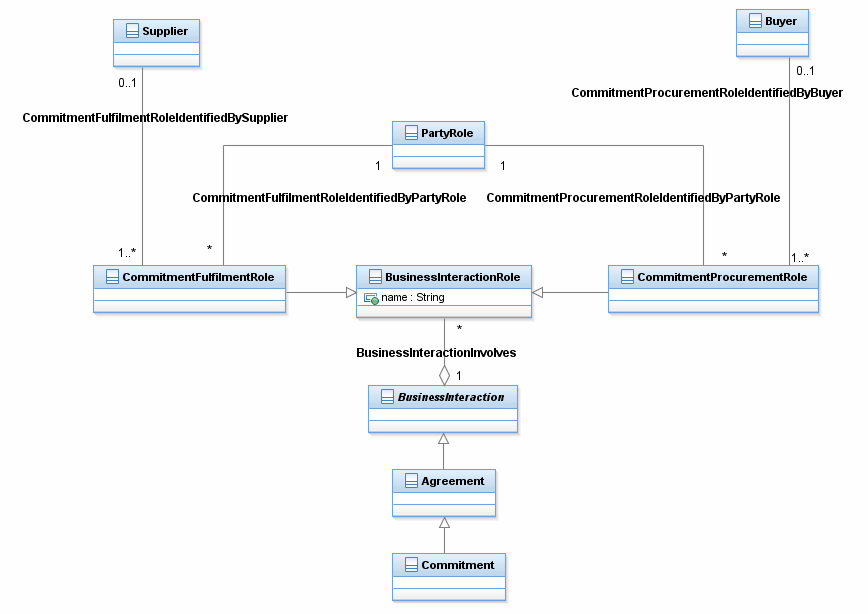 Supplier
Buyer
0..1
0..1
CommitmentProcurementRoleIdentifiedByBuyer
CommitmentFulfilmentRoleIdentifiedBySupplier
PartyRole
1
1
CommitmentFulfilmentRoleIdentifiedByPartyRole
CommitmentProcurementRoleIdentifiedByPartyRole
1..*
*
*
1..*
CommitmentFulfilmentRole
BusinessInteractionRole
CommitmentProcurementRole
name : String
*
BusinessInteractionInvolves
1
BusinessInteraction
Agreement
Commitment